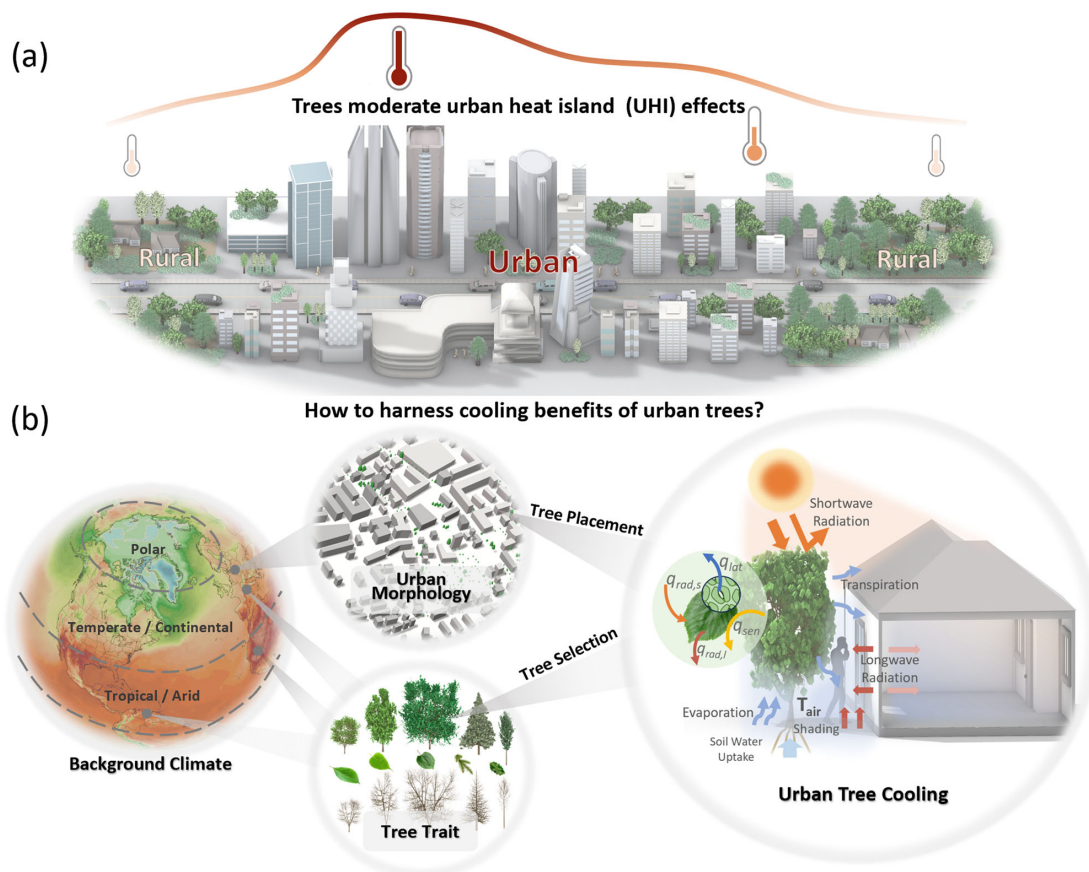 (a)
Trees moderate urban heat island (UHI) effects
Rural
Urban
Rural
How to harness cooling benefits of urban trees?
(b)
Polar
Temperate / Continental
Tropical / Arid
Background Climate
Urban
Morphology
Tree Placement
Tree Selection
Tree Trait
Shortwave
Radiation
q_lat
q_rad,s
q_sen
q_rad,l
Transpiration
Longwave
Radiation
Evaporation
T_air
Shading
Soil Water
Uptake
Urban Tree Cooling